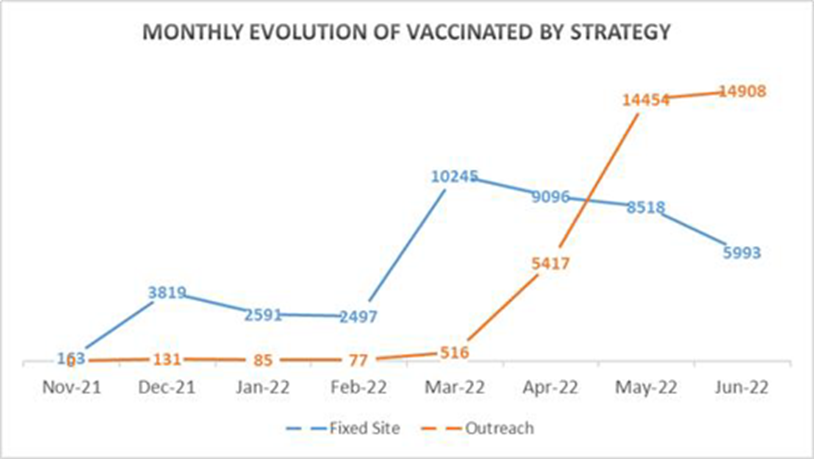 MONTHLY EVOLUTION OF VACCINATED BY STRATEGY
14454 14908
10245
9096
8518
5993
5417
3819
2591 2497
163
0 131 85 77 516
Nov-21 Dec-21 Jan-22 Feb-22 Mar-22 Apr-22 May-22 Jun-22
Fixed Site Outreach